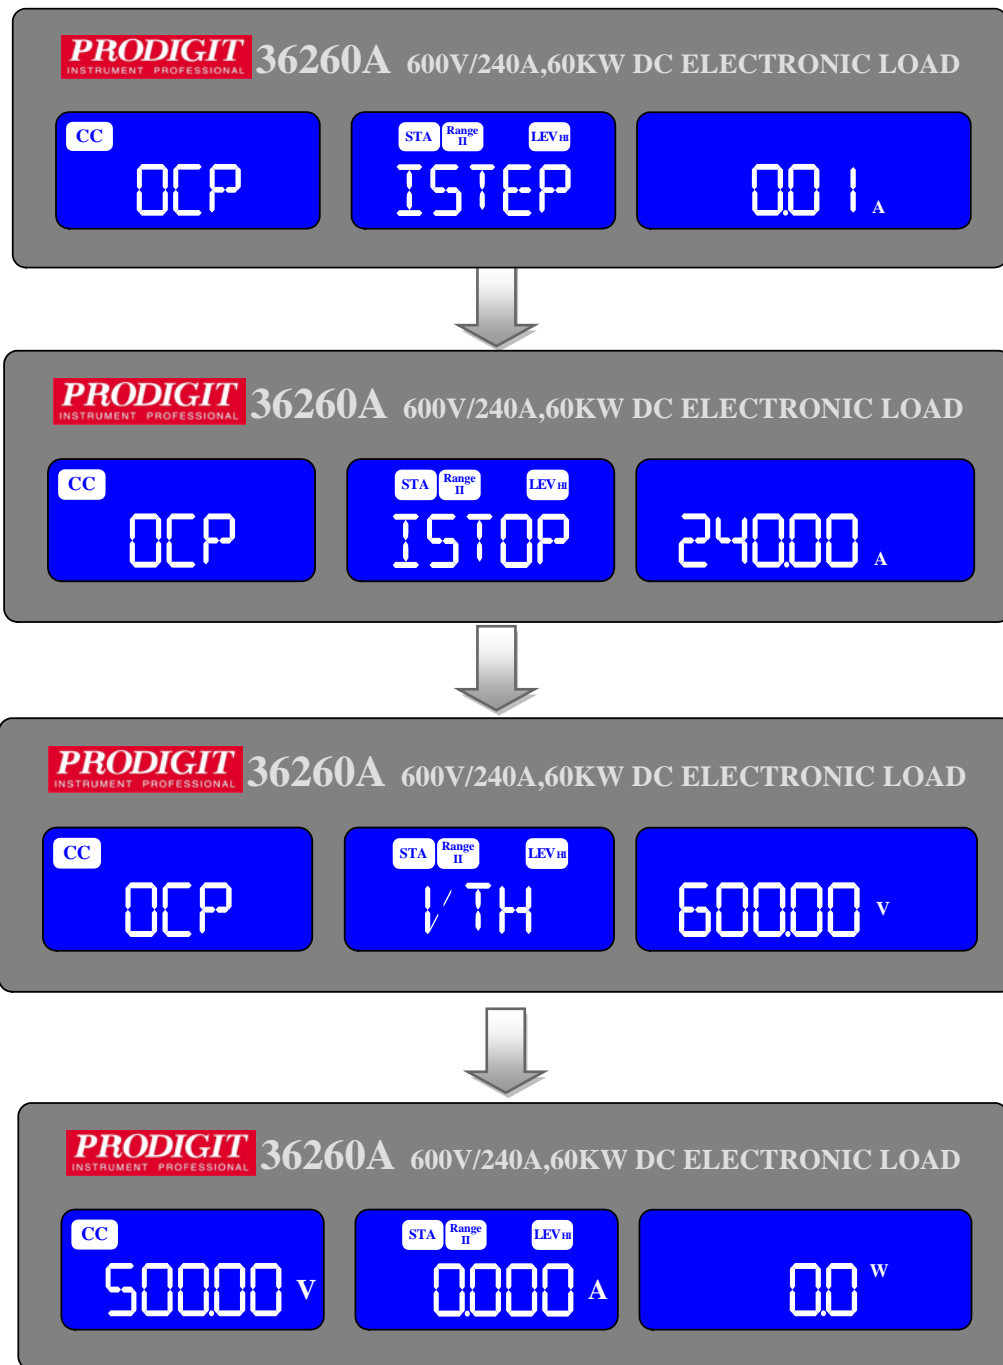 PRODIGIT
INSTRUMENT PROFESSIONAL
36260A 600V/240A,60KW DC ELECTRONIC LOAD
CC STA Range II LEV HI
OCP ISTEP 0.01 A
PRODIGIT
INSTRUMENT PROFESSIONAL
36260A 600V/240A,60KW DC ELECTRONIC LOAD
CC STA Range II LEV HI
OCP ISTOP 240.00 A
PRODIGIT
INSTRUMENT PROFESSIONAL
36260A 600V/240A,60KW DC ELECTRONIC LOAD
CC STA Range II LEV HI
OCP VTH 600.00 V
PRODIGIT
INSTRUMENT PROFESSIONAL
36260A 600V/240A,60KW DC ELECTRONIC LOAD
CC STA Range II LEV HI
500.00 V 0.000 A 0.0 W